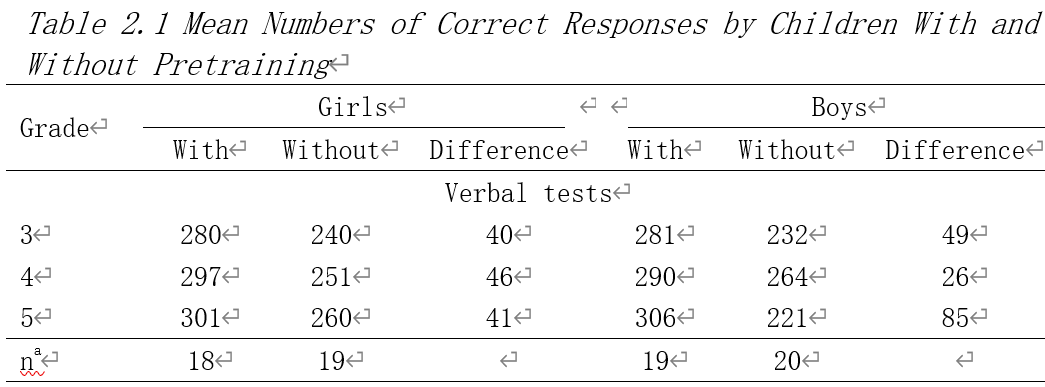 Table 2.1 Mean Numbers of Correct Responses by Children With and
Without Pretraining
Grade Girls Boys
With Without Difference With Without Difference
Verbal tests
3 280 240 40 281 232 49
4 297 251 46 290 264 26
5 301 260 41 306 221 85
nᵃ 18 19 19 20